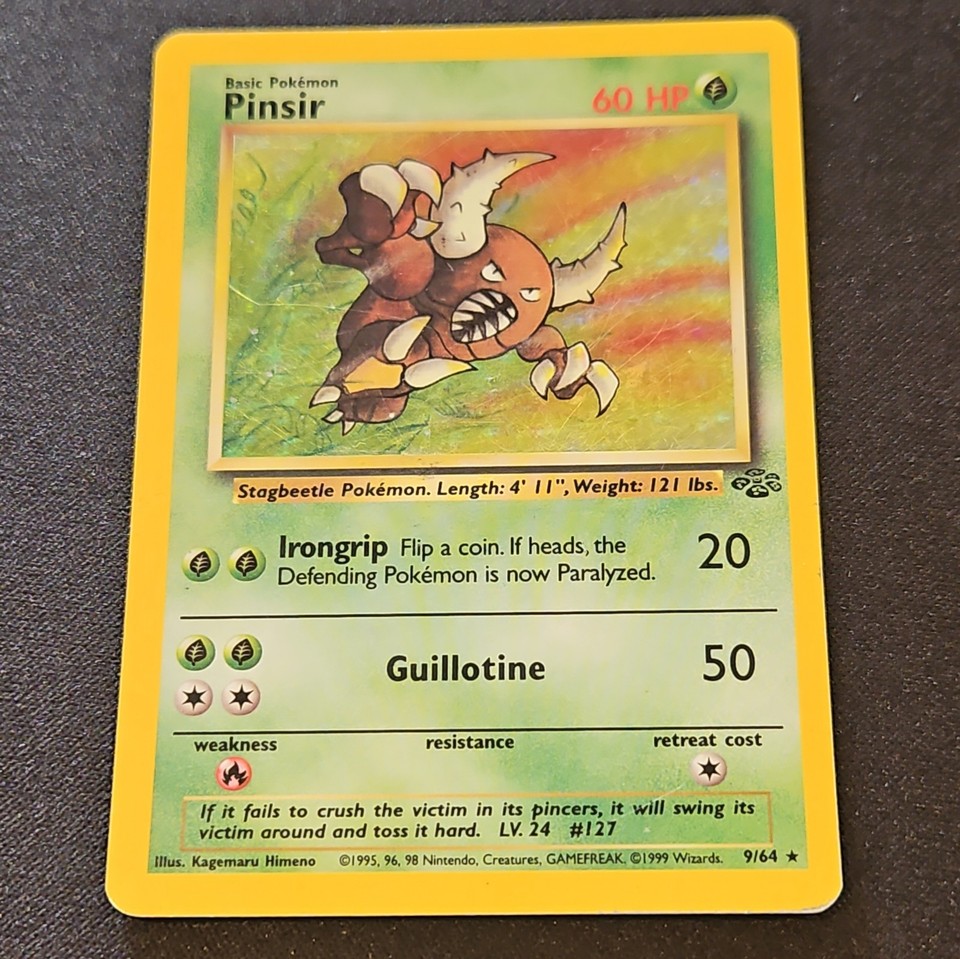 Basic Pokémon
Pinsir
60 HP
Stagbeetle Pokémon. Length: 4' 11", Weight: 121 lbs.
Irongrip Flip a coin. If heads, the
Defending Pokémon is now Paralyzed.
20
Guillotine
50
weakness
resistance
retreat cost
If it fails to crush the victim in its pincers, it will swing its
victim around and toss it hard. LV. 24 #127
Illus. Kagemaru Himeno ©1995, 96, 98 Nintendo, Creatures, GAMEFREAK. ©1999 Wizards. 9/64 ★